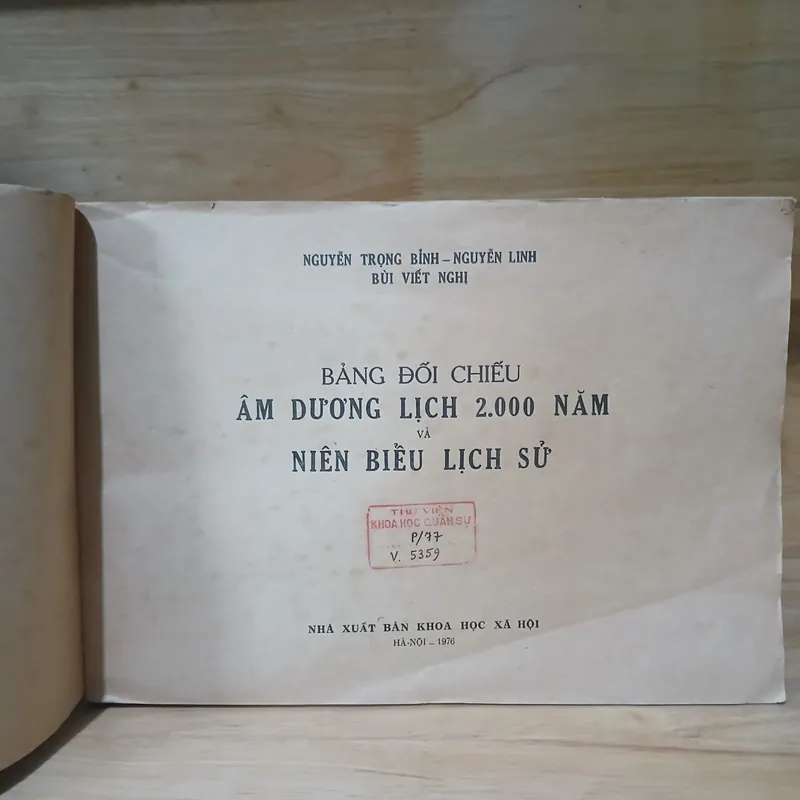 NGUYỄN TRỌNG BỈNH – NGUYỄN LINH
BÙI VIẾT NGHỊ
BẢNG ĐỐI CHIẾU
ÂM DƯƠNG LỊCH 2.000 NĂM
VÀ
NIÊN BIỂU LỊCH SỬ
THƯ VIỆN
KHOA HỌC QUÂN SỰ
P/77
V. 5359
NHÀ XUẤT BẢN KHOA HỌC XÃ HỘI
HÀ-NỘI – 1976